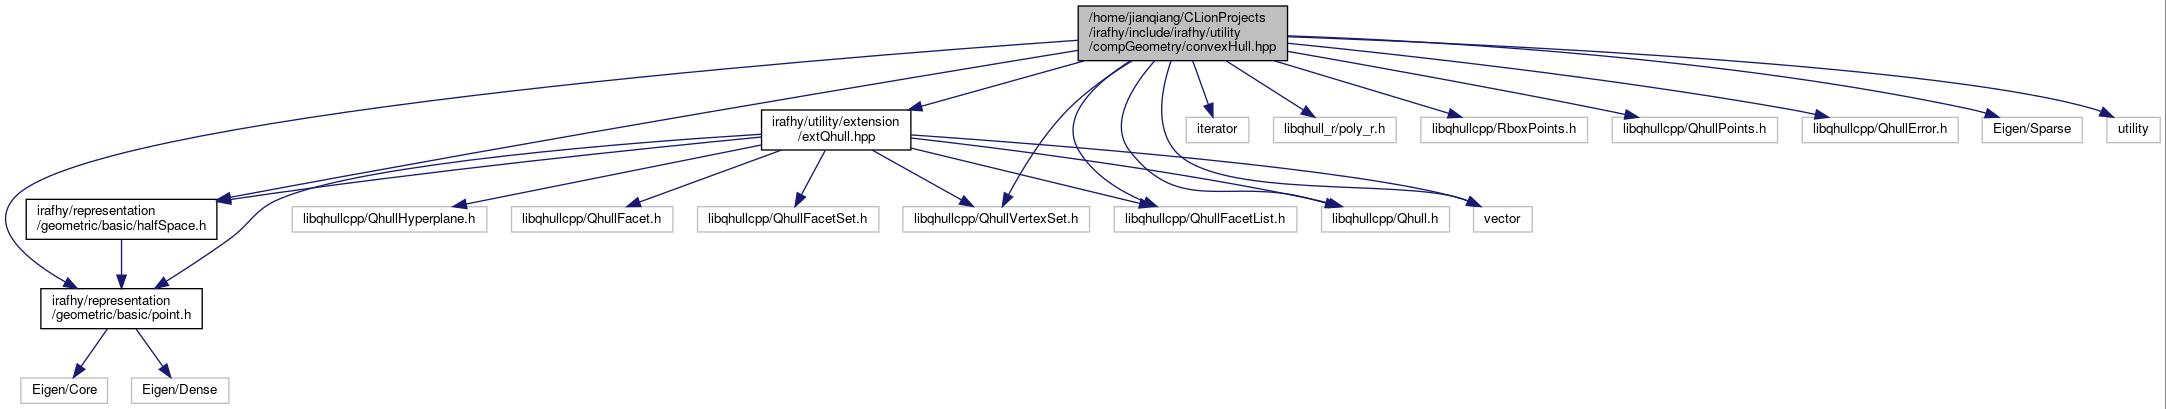 /home/jianqiang/CLionProjects
/irafhy/include/irafhy/utility
/compGeometry/convexHull.hpp
irafhy/utility/extension
/extQhull.hpp
iterator
libqhull_r/poly_r.h
libqhullcpp/RboxPoints.h
libqhullcpp/QhullPoints.h
libqhullcpp/QhullError.h
Eigen/Sparse
utility
irafhy/representation
/geometric/basic/halfSpace.h
libqhullcpp/QhullHyperplane.h
libqhullcpp/QhullFacet.h
libqhullcpp/QhullFacetSet.h
libqhullcpp/QhullVertexSet.h
libqhullcpp/QhullFacetList.h
libqhullcpp/Qhull.h
vector
irafhy/representation
/geometric/basic/point.h
Eigen/Core
Eigen/Dense